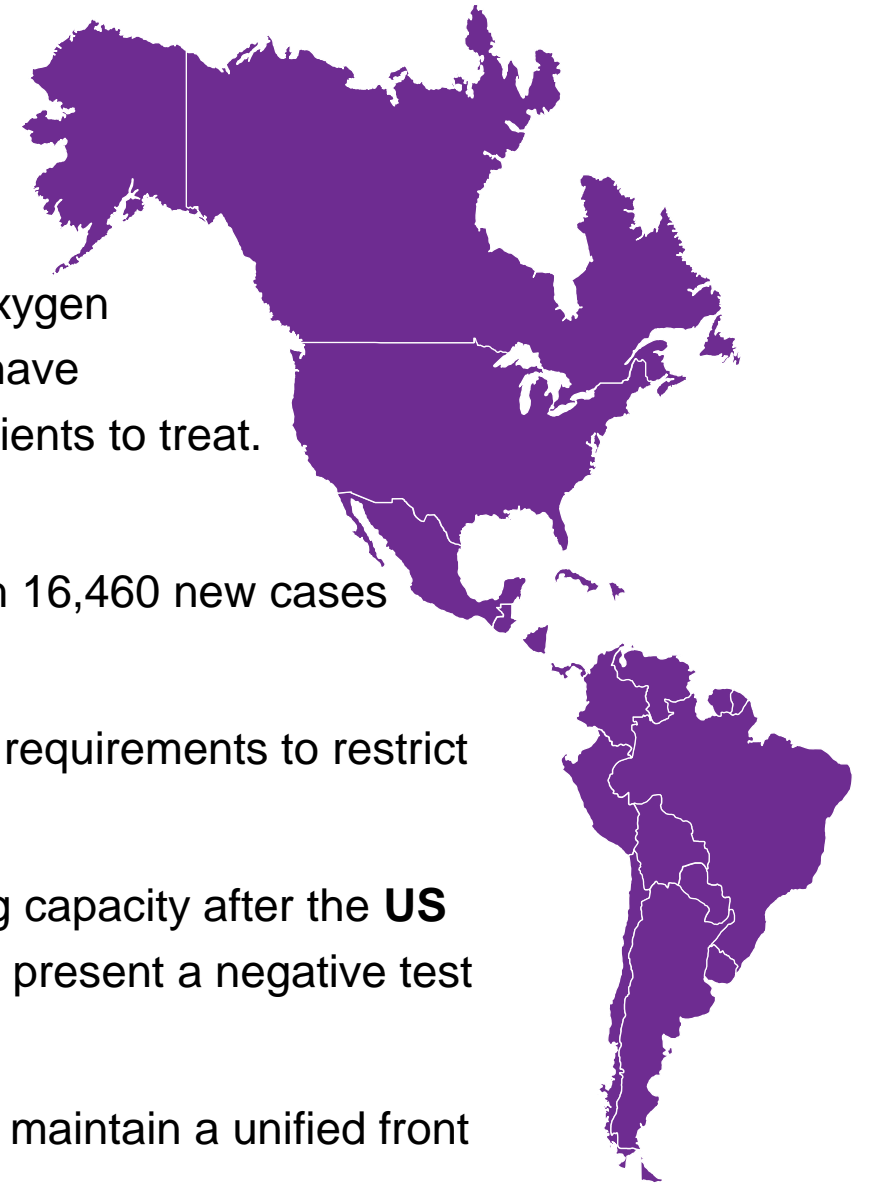 xygen
have
ients to treat.
16,460 new cases
requirements to restrict
g capacity after the US
present a negative test
maintain a unified front